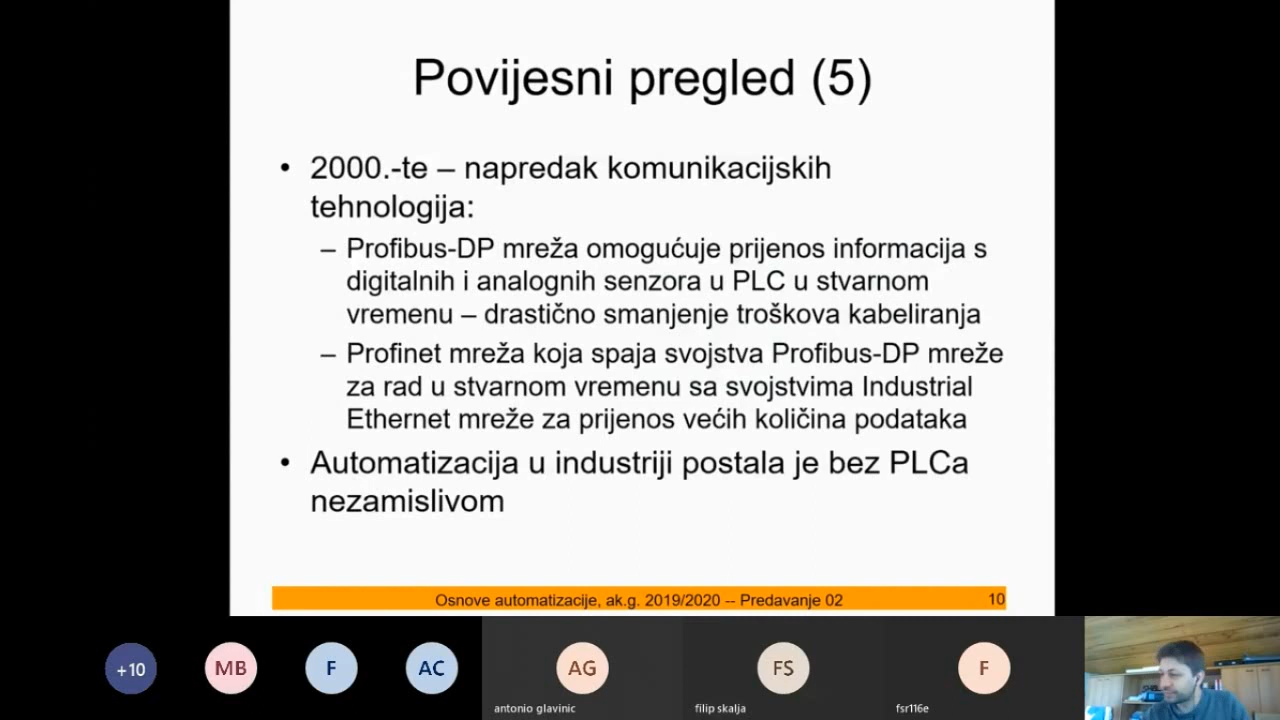 Povijesni pregled (5)
• 2000.-te – napredak komunikacijskih
tehnologija:
– Profibus-DP mreža omogućuje prijenos informacija s
digitalnih i analognih senzora u PLC u stvarnom
vremenu – drastično smanjenje troškova kabeliranja
– Profinet mreža koja spaja svojstva Profibus-DP mreže
za rad u stvarnom vremenu sa svojstvima Industrial
Ethernet mreže za prijenos većih količina podataka
• Automatizacija u industriji postala je bez PLCa
nezamislivom
Osnove automatizacije, ak.g. 2019/2020 -- Predavanje 02 10
+10 MB F AC AG FS F
antonio glavinic filip skalja fsr116e